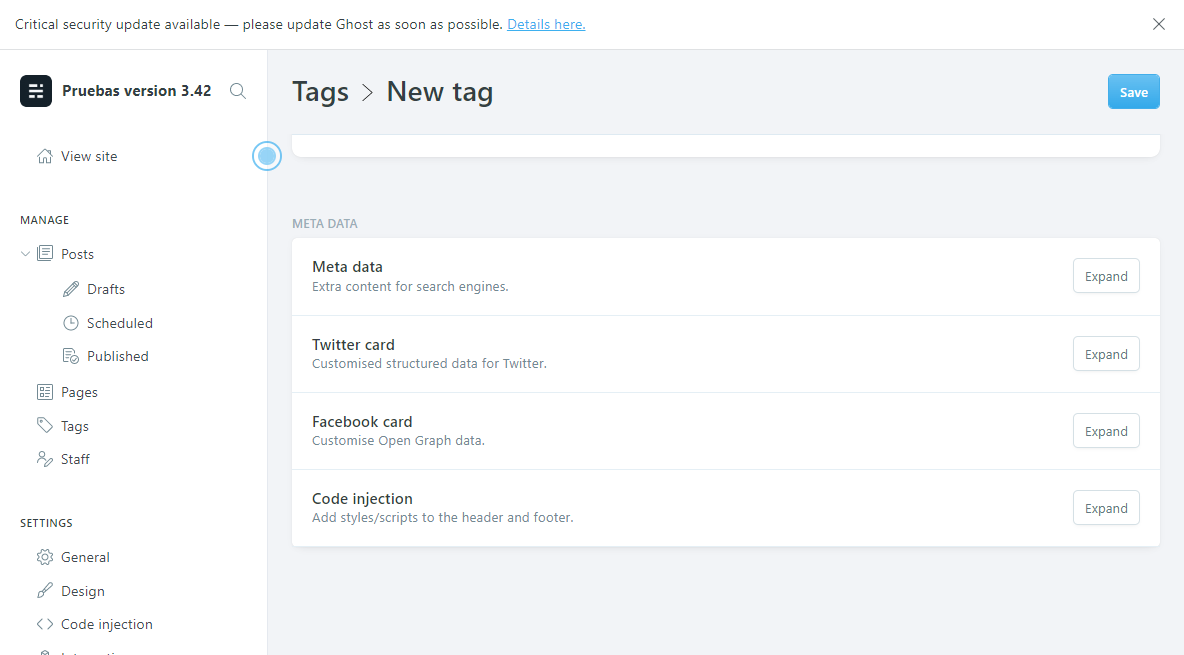 Critical security update available — please update Ghost as soon as possible. Details here.
Pruebas version 3.42
Tags > New tag
Save
View site
META DATA
MANAGE
Meta data
Extra content for search engines.
Expand
Posts
Drafts
Scheduled
Published
Twitter card
Customised structured data for Twitter.
Expand
Pages
Tags
Staff
Facebook card
Customise Open Graph data.
Expand
Code injection
Add styles/scripts to the header and footer.
Expand
SETTINGS
General
Design
Code injection